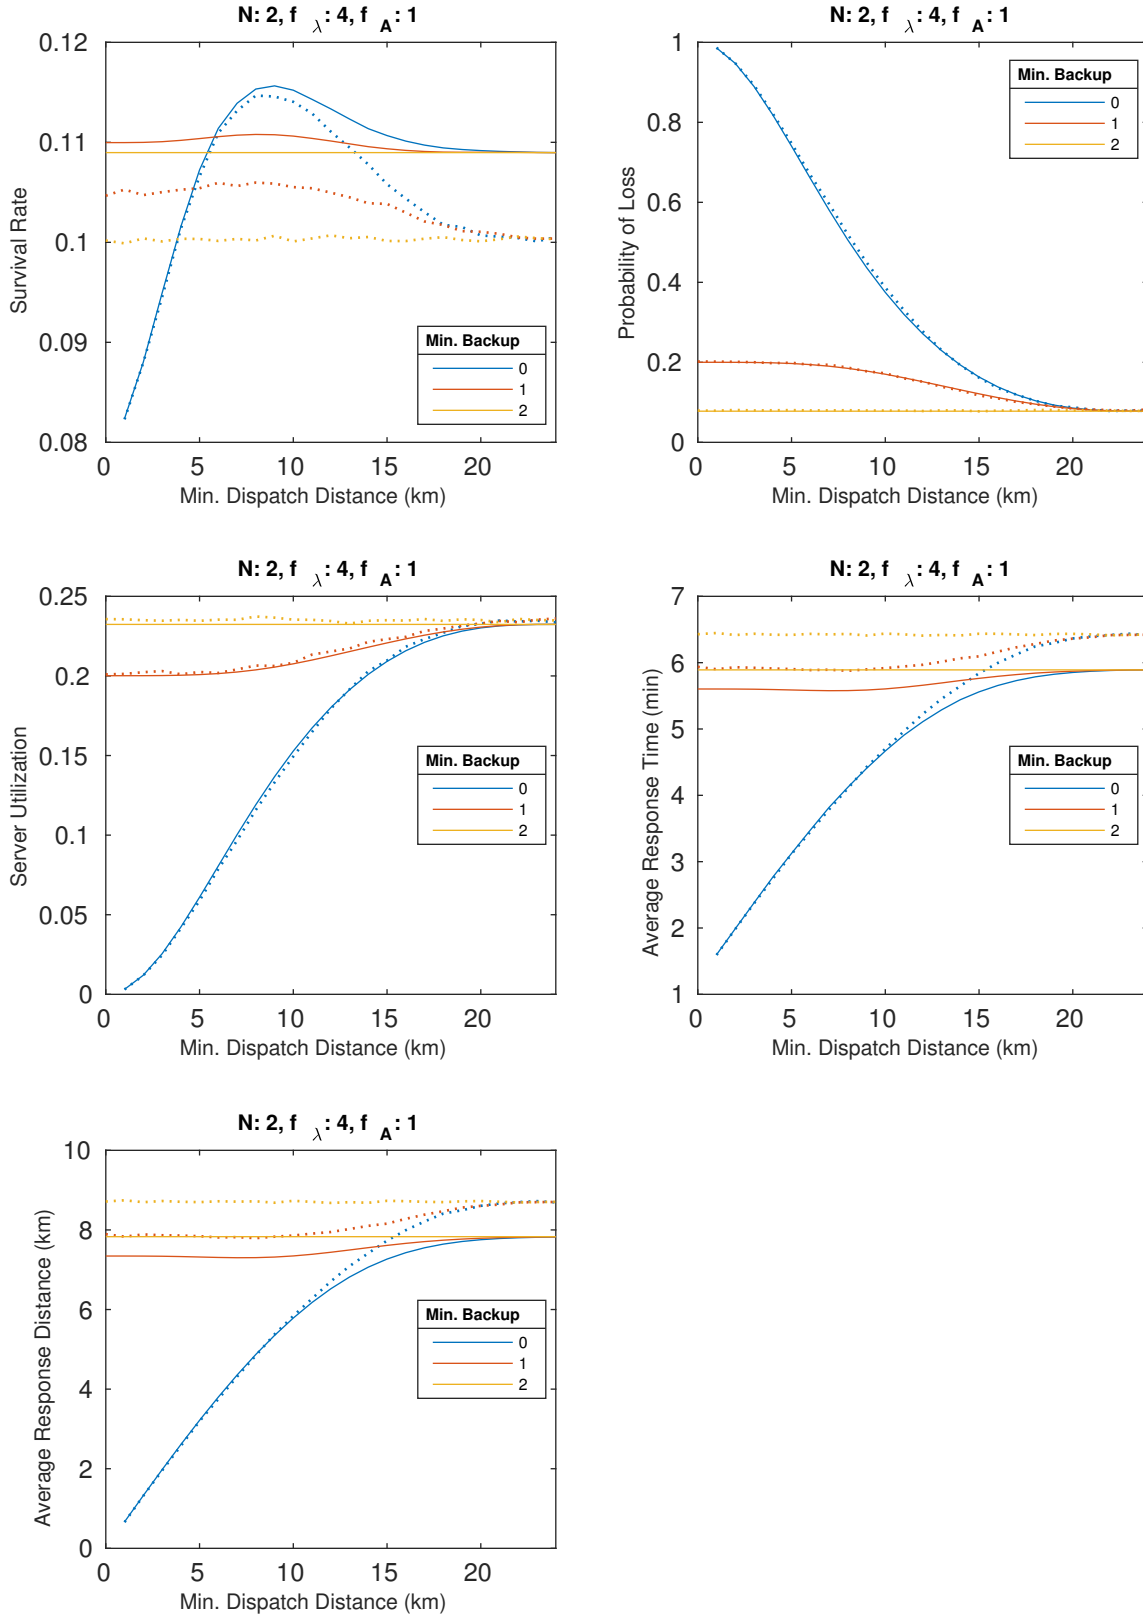 N: 2, f λ : 4, f A : 1
0.12
0.115
0.11
0.105
0.1
0.09
0.08
Survival Rate
0 5 10 15 20
Min. Dispatch Distance (km)
Min. Backup
0
1
2
N: 2, f λ : 4, f A : 1
1
0.8
0.6
0.4
0.2
0
Probability of Loss
0 5 10 15 20
Min. Dispatch Distance (km)
Min. Backup
0
1
2
N: 2, f λ : 4, f A : 1
0.25
0.2
0.15
0.1
0.05
0
Server Utilization
0 5 10 15 20
Min. Dispatch Distance (km)
Min. Backup
0
1
2
N: 2, f λ : 4, f A : 1
7
6
5
4
3
2
1
Average Response Time (min)
0 5 10 15 20
Min. Dispatch Distance (km)
Min. Backup
0
1
2
N: 2, f λ : 4, f A : 1
10
8
6
4
2
0
Average Response Distance (km)
0 5 10 15 20
Min. Dispatch Distance (km)
Min. Backup
0
1
2